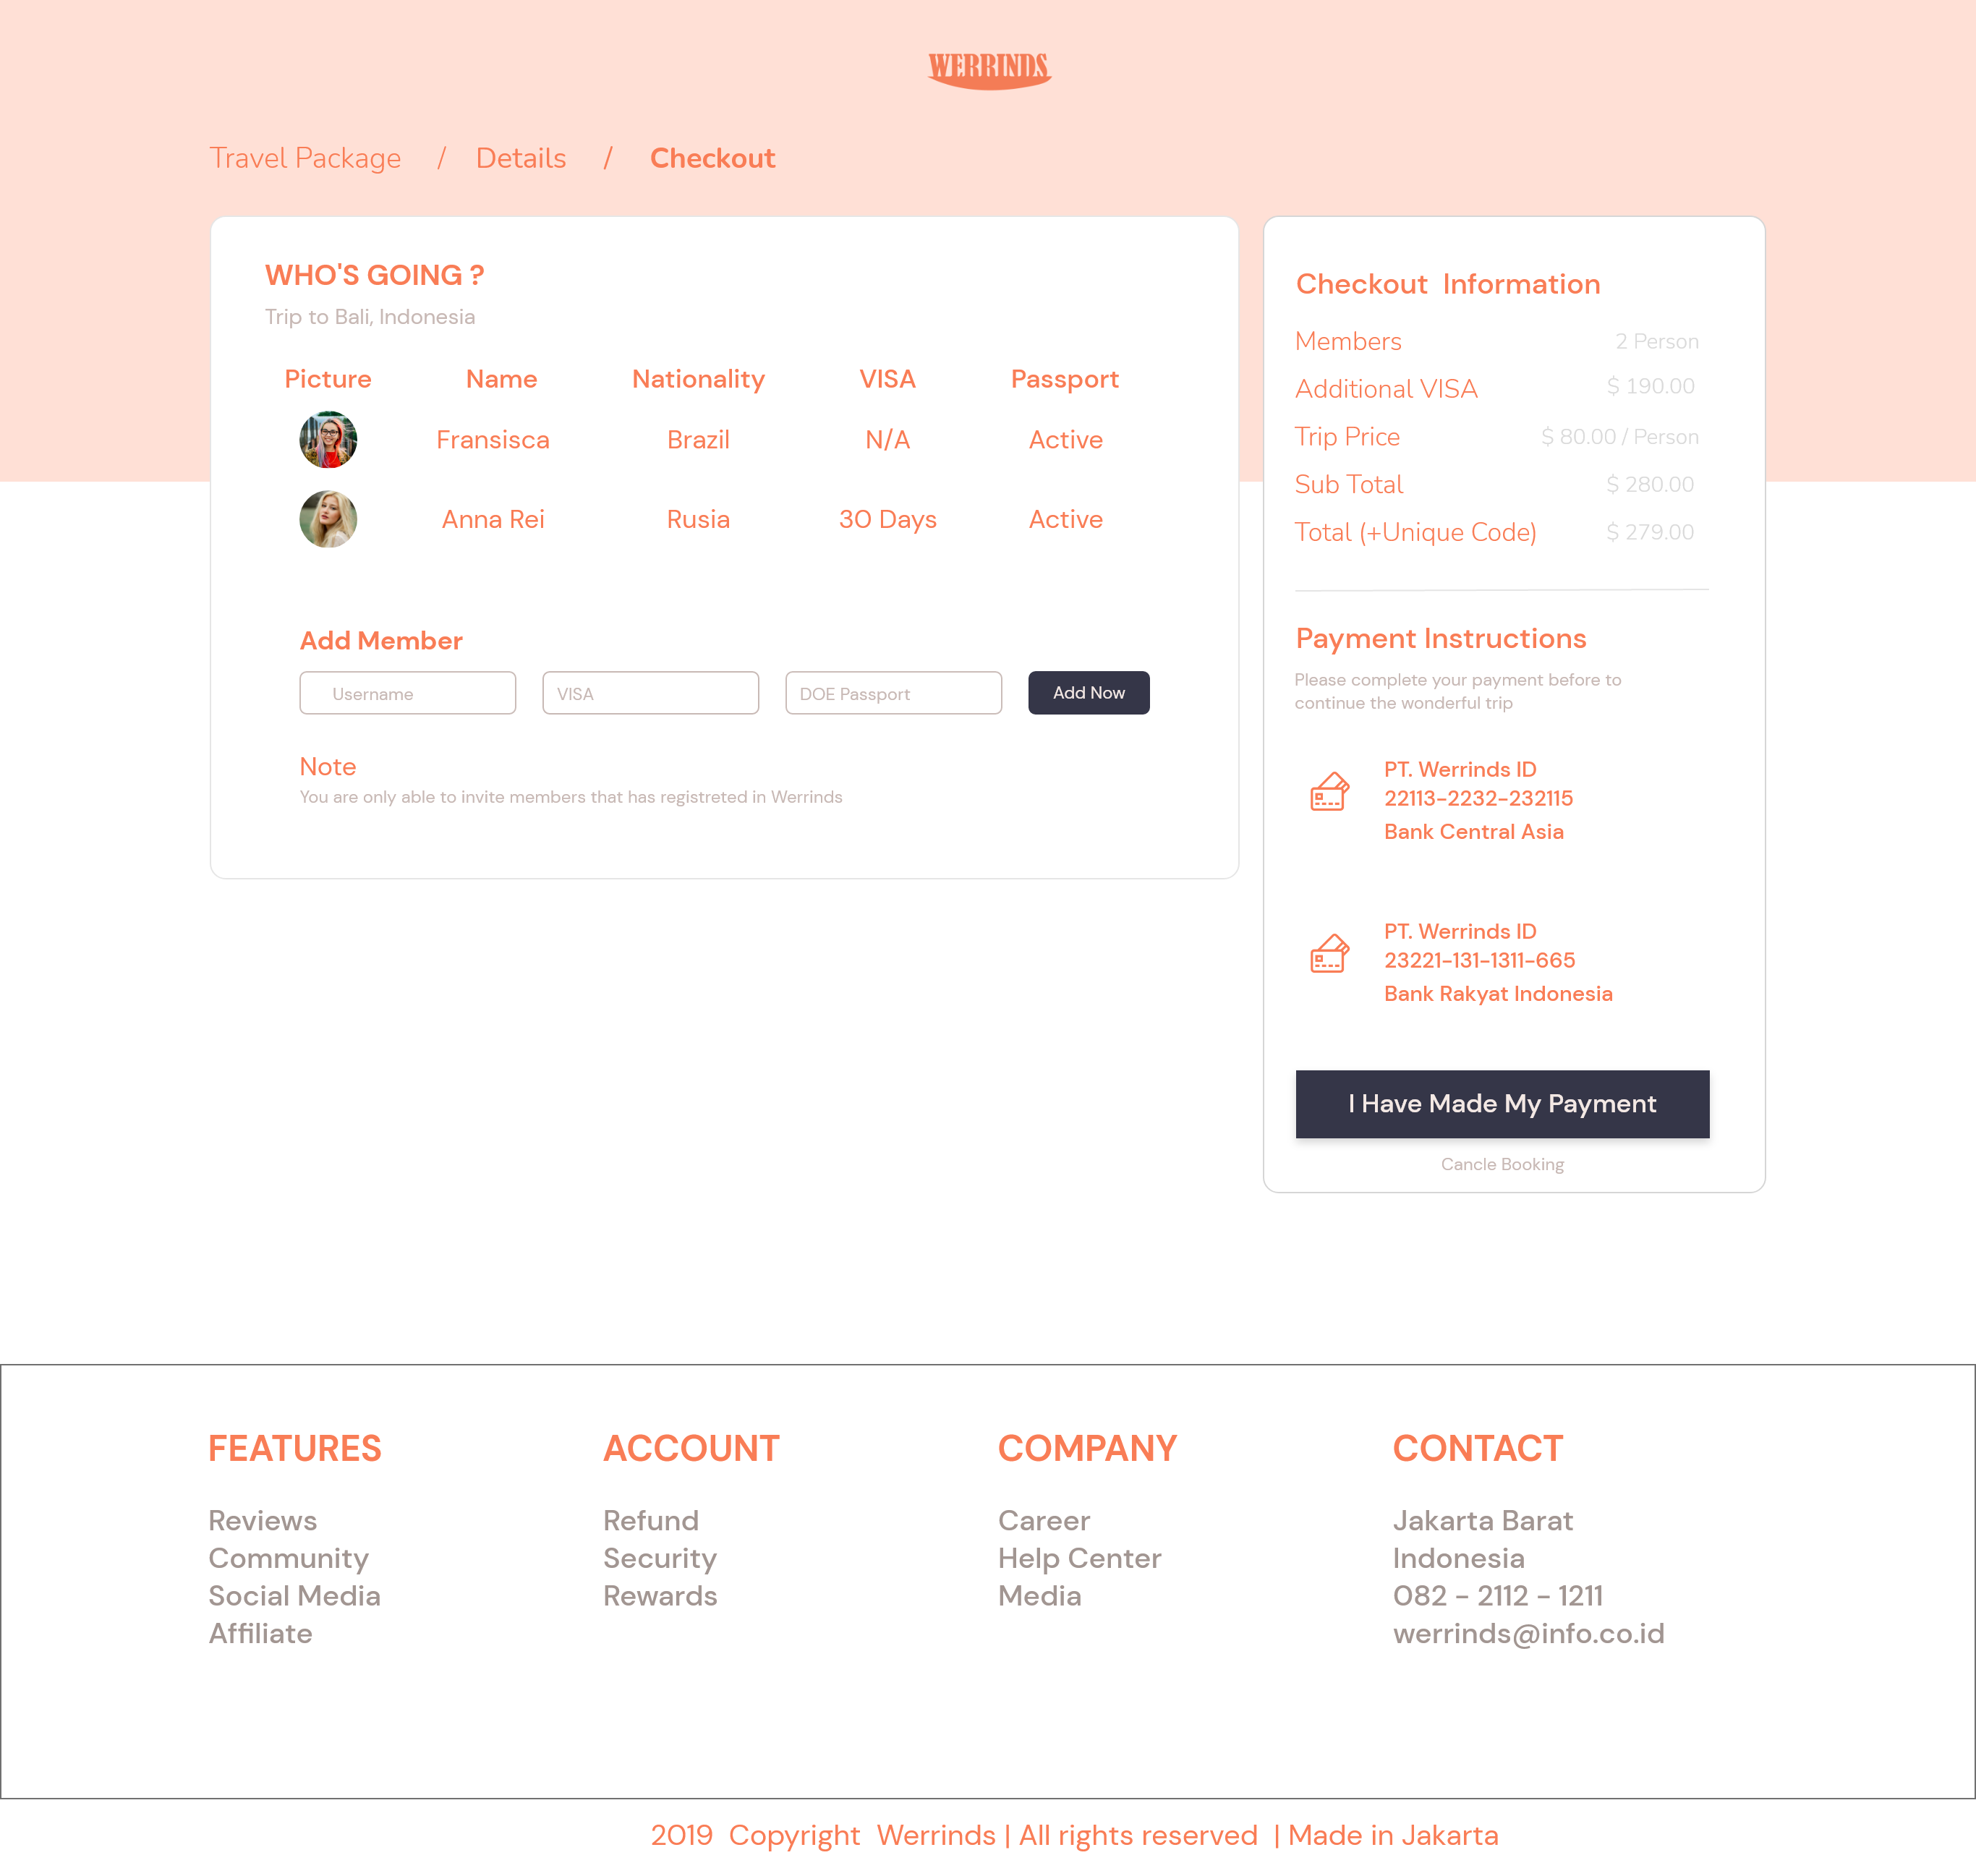 WERRINDS
Travel Package / Details / Checkout
WHO'S GOING ?
Trip to Bali, Indonesia
Picture Name Nationality VISA Passport
Fransisca Brazil N/A Active
Anna Rei Rusia 30 Days Active
Add Member
Username VISA DOE Passport Add Now
Note
You are only able to invite members that has registreted in Werrinds
Checkout Information
Members 2 Person
Additional VISA $ 190.00
Trip Price $ 80.00 / Person
Sub Total $ 280.00
Total (+Unique Code) $ 279.00
Payment Instructions
Please complete your payment before to
continue the wonderful trip
PT. Werrinds ID
22113-2232-232115
Bank Central Asia
PT. Werrinds ID
23221-131-1311-665
Bank Rakyat Indonesia
I Have Made My Payment
Cancle Booking
FEATURES
Reviews
Community
Social Media
Affiliate
ACCOUNT
Refund
Security
Rewards
COMPANY
Career
Help Center
Media
CONTACT
Jakarta Barat
Indonesia
082 - 2112 - 1211
werrinds@info.co.id
2019 Copyright Werrinds | All rights reserved | Made in Jakarta